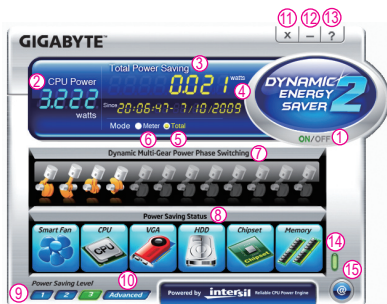 11 12 13
X – ?
GIGABYTE™
Total Power Saving 3
2 CPU Power
0.021 watts
4
3.222
watts
Since 20:06:47- 7/10/2009
Mode Meter Total
6 5
DYNAMIC
ENERGY
SAVER 2
ON/OFF 1
Dynamic Multi-Gear Power Phase Switching 7
Power Saving Status 8
Smart Fan CPU VGA HDD Chipset Memory
CPU Chipset
14
10
15
Power Saving Level
9 1 2 3 Advanced
Powered by intersil Reliable CPU Power Engine
@